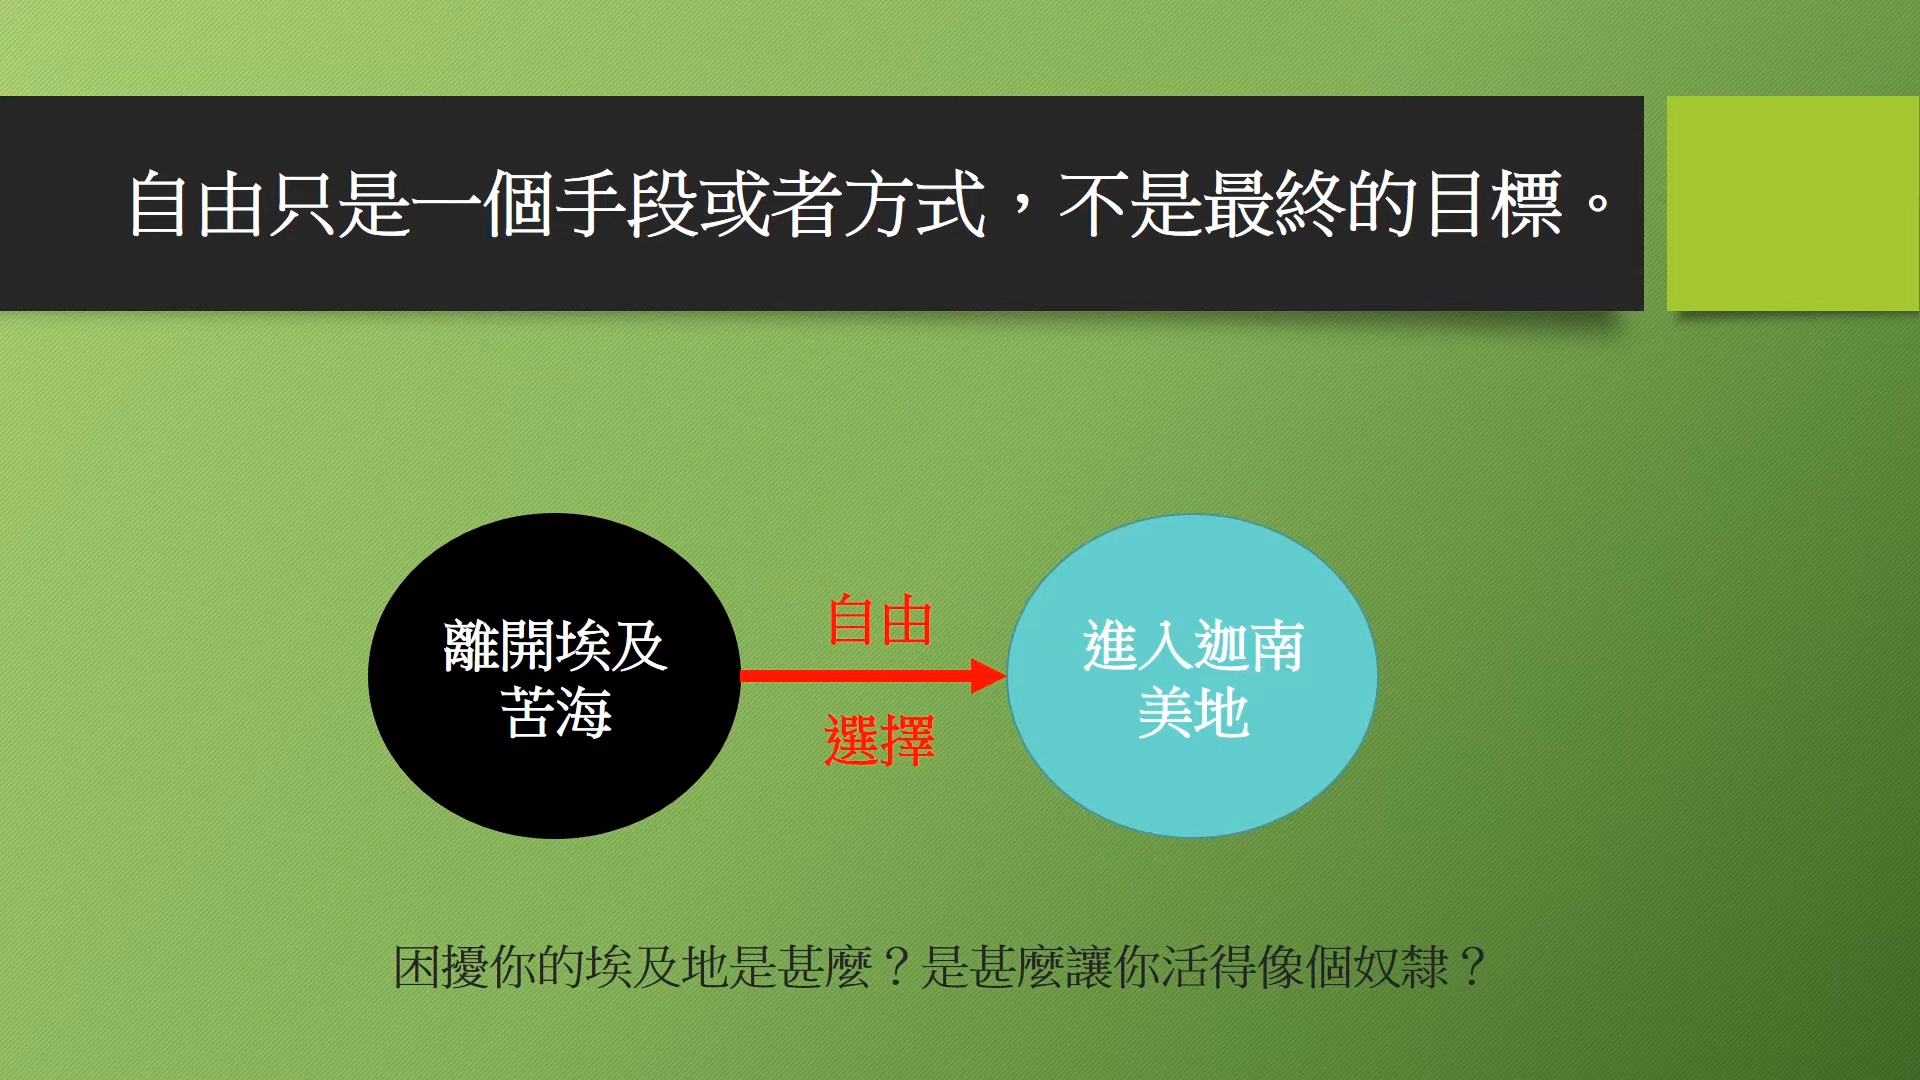 自由只是一個手段或者方式，不是最終的目標。
離開埃及
苦海
自由
選擇
進入迦南
美地
困擾你的埃及地是甚麼？是甚麼讓你活得像個奴隸？